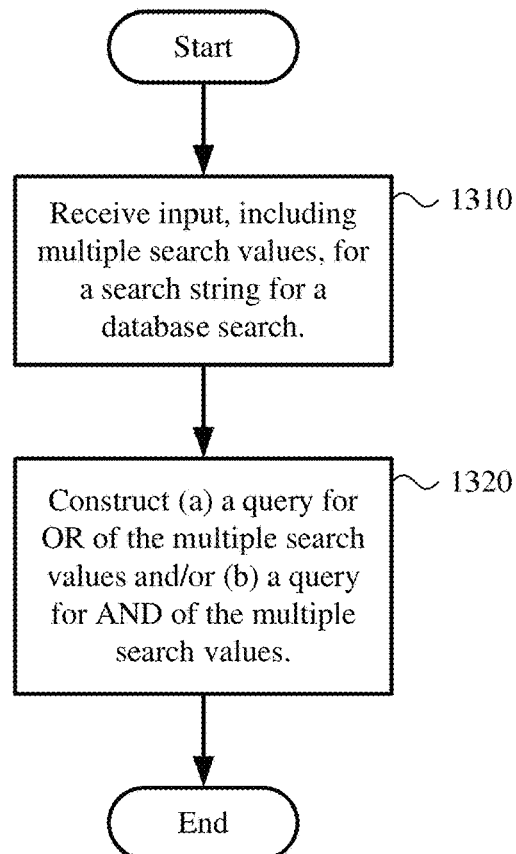 Start
Receive input, including
multiple search values, for
a search string for a
database search.
1310
Construct (a) a query for
OR of the multiple search
values and/or (b) a query
for AND of the multiple
search values.
1320
End